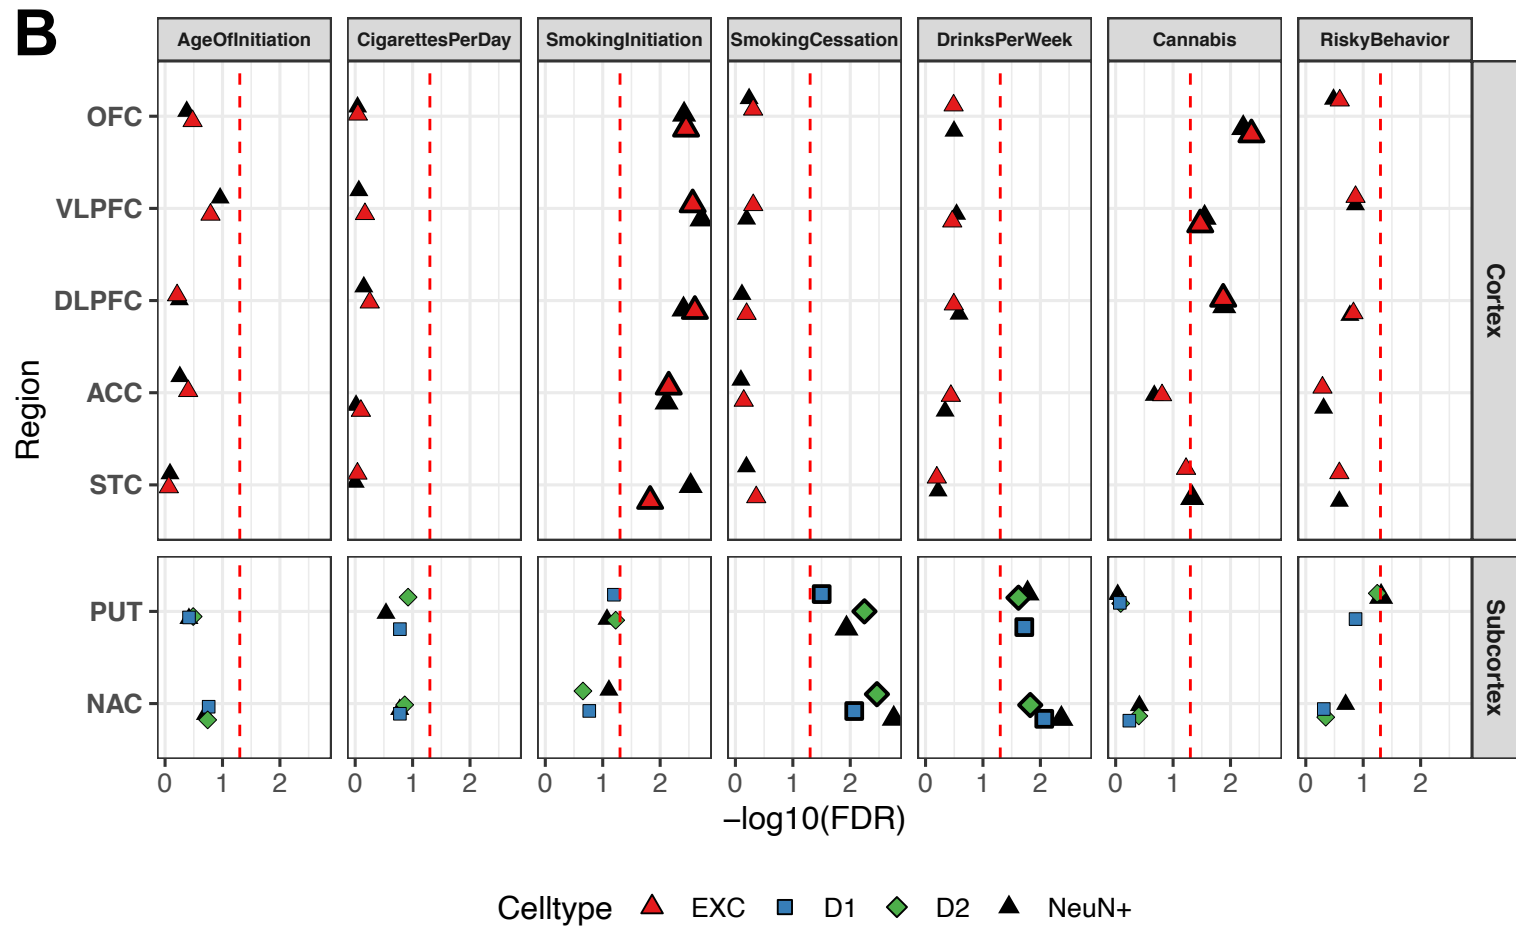 B
AgeOfInitiation CigarettesPerDay SmokingInitiation SmokingCessation DrinksPerWeek Cannabis RiskyBehavior
OFC
VLPFC
DLPFC
ACC
STC
Cortex
Region
PUT
NAC
Subcortex
0 1 2 0 1 2 0 1 2 0 1 2 0 1 2 0 1 2 0 1 2
−log10(FDR)
Celltype EXC D1 D2 NeuN+